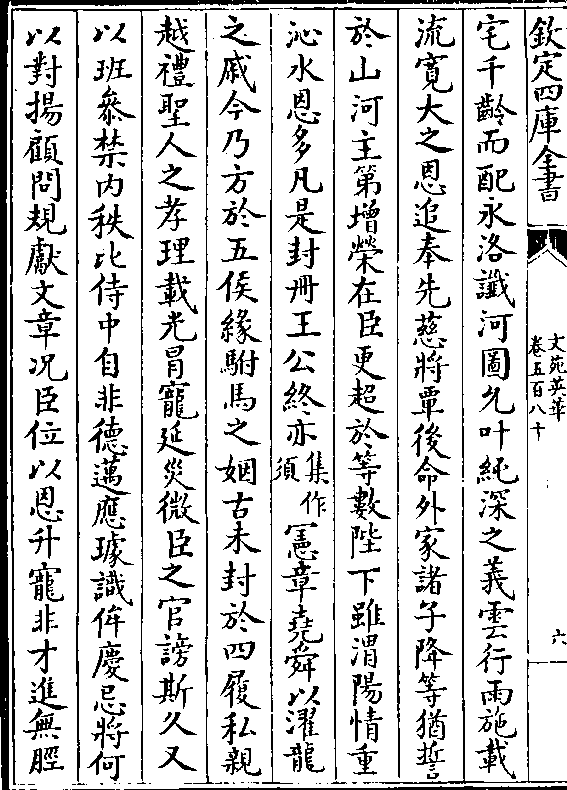 欽定四庫全書
文苑英華
卷五百八十
六
宅千齡而配永洛讖河圖允叶純深之義雲行雨施載
流寛大之恩追奉先慈將覃後命外家諸子降等猶誓
於山河主第增榮在臣更超於等數陛下雖渭陽情重
沁水恩多凡是封冊王公終亦集作須憲章堯舜以濯龍
之戚今乃方於五侯緣駙馬之姻古未封於四履私親
越禮聖人之孝理載光冒寵延災微臣之官謗斯久又
以班叅禁内秩比侍中自非德邁應璩識侔慶忌將何
以對揚顧問規獻文章况臣位以恩升寵非才進無脛